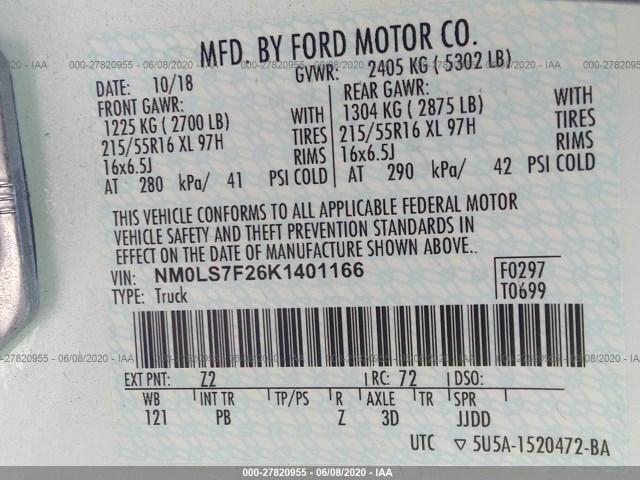 MFD. BY FORD MOTOR CO.
DATE: 10/18 GVWR: 2405 KG ( 5302 LB)
FRONT GAWR: REAR GAWR:
1225 KG ( 2700 LB) WITH 1304 KG ( 2875 LB) WITH
215/55R16 XL 97H TIRES 215/55R16 XL 97H TIRES
16x6.5J RIMS 16x6.5J RIMS
AT 280 kPa/ 41 PSI COLD AT 290 kPa/ 42 PSI COLD
THIS VEHICLE CONFORMS TO ALL APPLICABLE FEDERAL MOTOR
VEHICLE SAFETY AND THEFT PREVENTION STANDARDS IN
EFFECT ON THE DATE OF MANUFACTURE SHOWN ABOVE..
VIN: NM0LS7F26K1401166 F0297
TYPE: Truck T0699
EXT PNT: Z2 RC: 72 DSO:
WB INT TR TP/PS R AXLE TR SPR
121 PB Z 3D JJDD
UTC ▽ 5U5A-1520472-BA
000-27820955 - 06/08/2020 - IAA